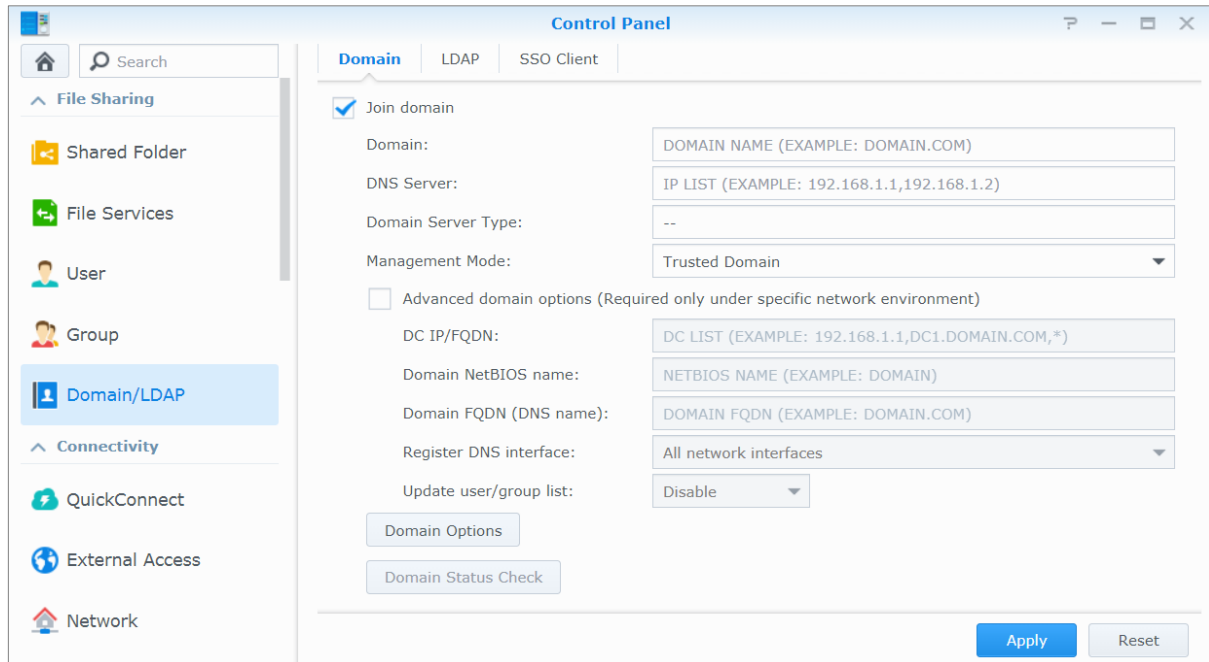 Control Panel
Search
File Sharing
Shared Folder
File Services
User
Group
Domain/LDAP
Connectivity
QuickConnect
External Access
Network
Domain LDAP SSO Client
Join domain
Domain: DOMAIN NAME (EXAMPLE: DOMAIN.COM)
DNS Server: IP LIST (EXAMPLE: 192.168.1.1,192.168.1.2)
Domain Server Type: --
Management Mode: Trusted Domain
Advanced domain options (Required only under specific network environment)
DC IP/FQDN: DC LIST (EXAMPLE: 192.168.1.1,DC1.DOMAIN.COM,*)
Domain NetBIOS name: NETBIOS NAME (EXAMPLE: DOMAIN)
Domain FQDN (DNS name): DOMAIN FQDN (EXAMPLE: DOMAIN.COM)
Register DNS interface: All network interfaces
Update user/group list: Disable
Domain Options
Domain Status Check
Apply Reset